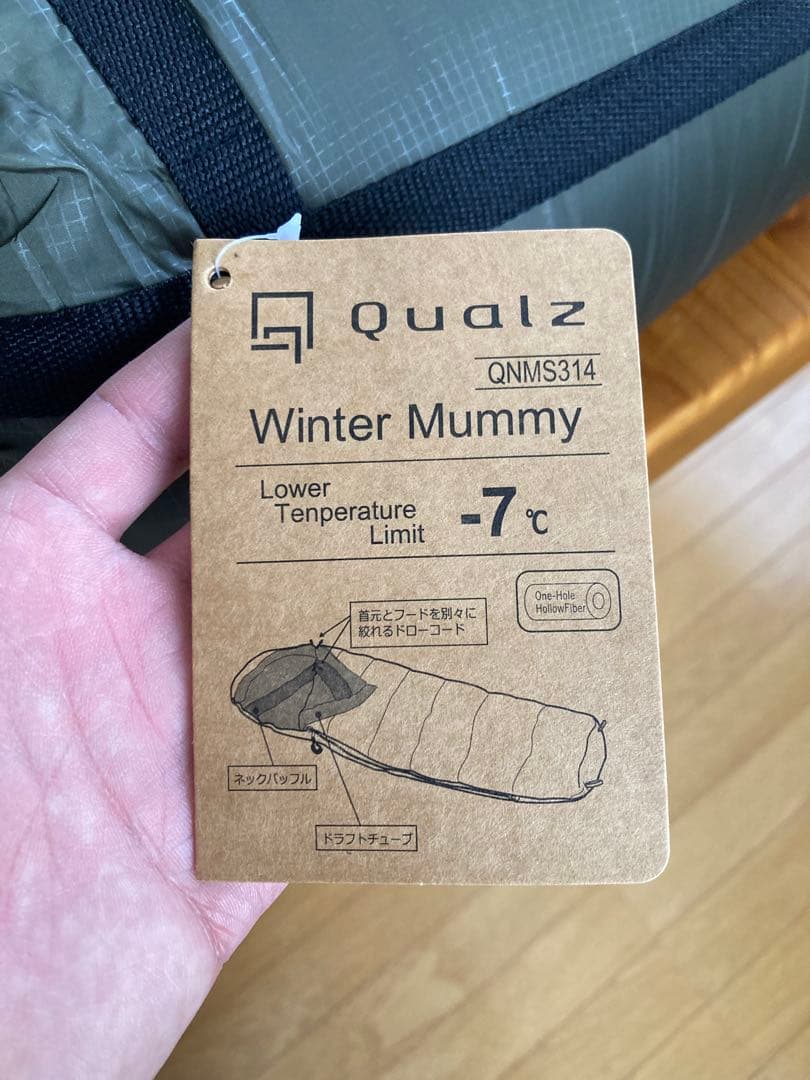 Qualz
QNMS314
Winter Mummy
Lower
Tenperature
Limit
-7℃
One-Hole
HollowFiber
首元とフードを別々に
絞れるドローコード
ネックバッフル
ドラフトチューブ